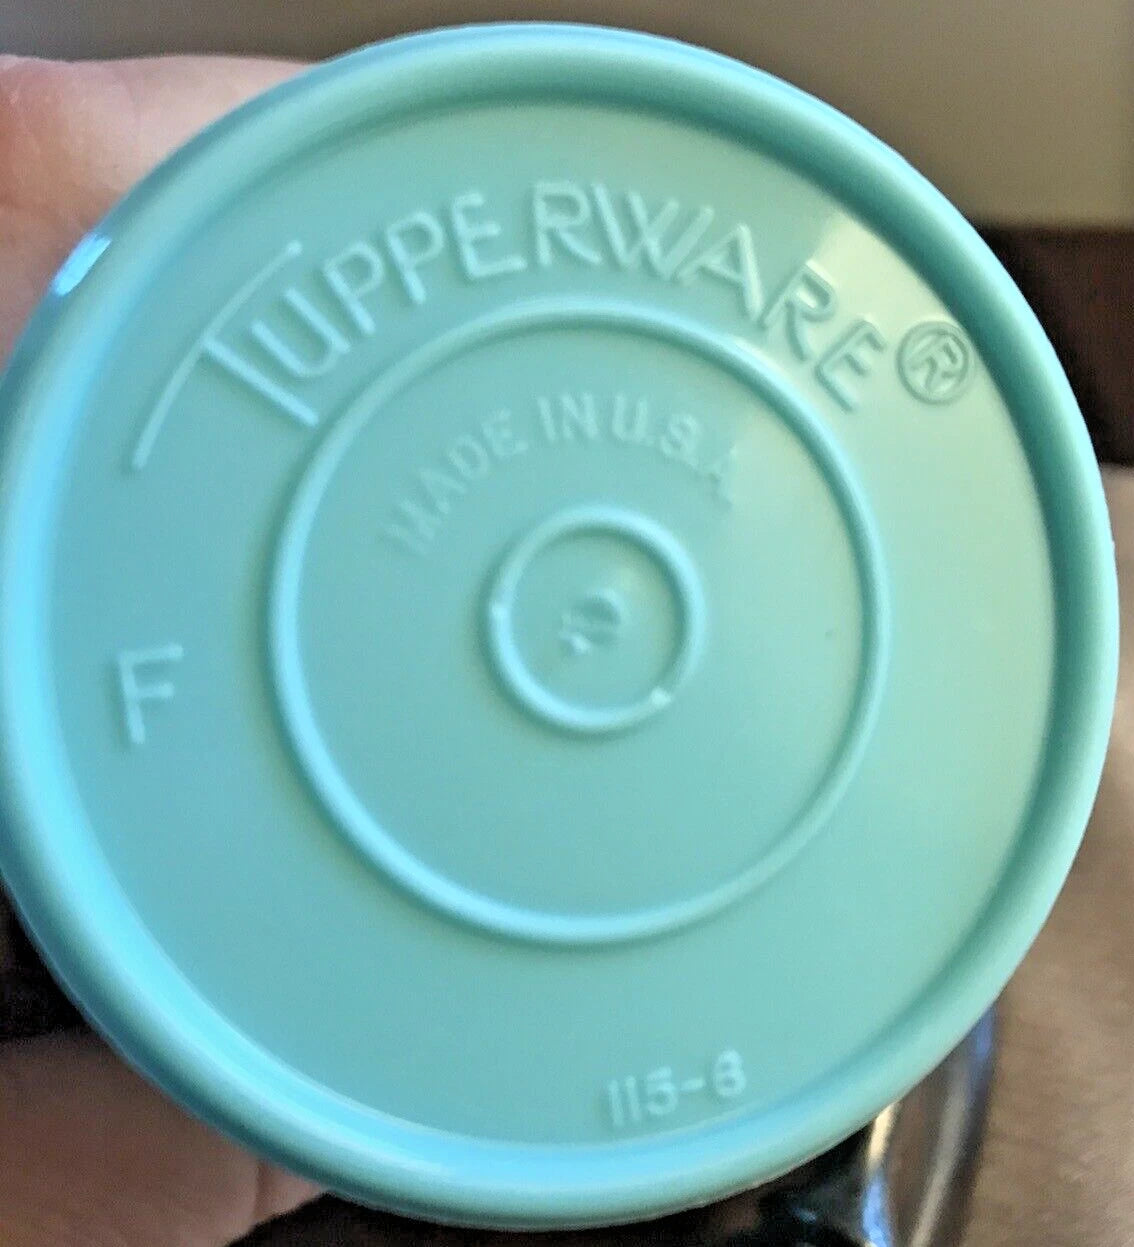 TUPPERWARE®
MADE IN U.S.A.
F
115-8